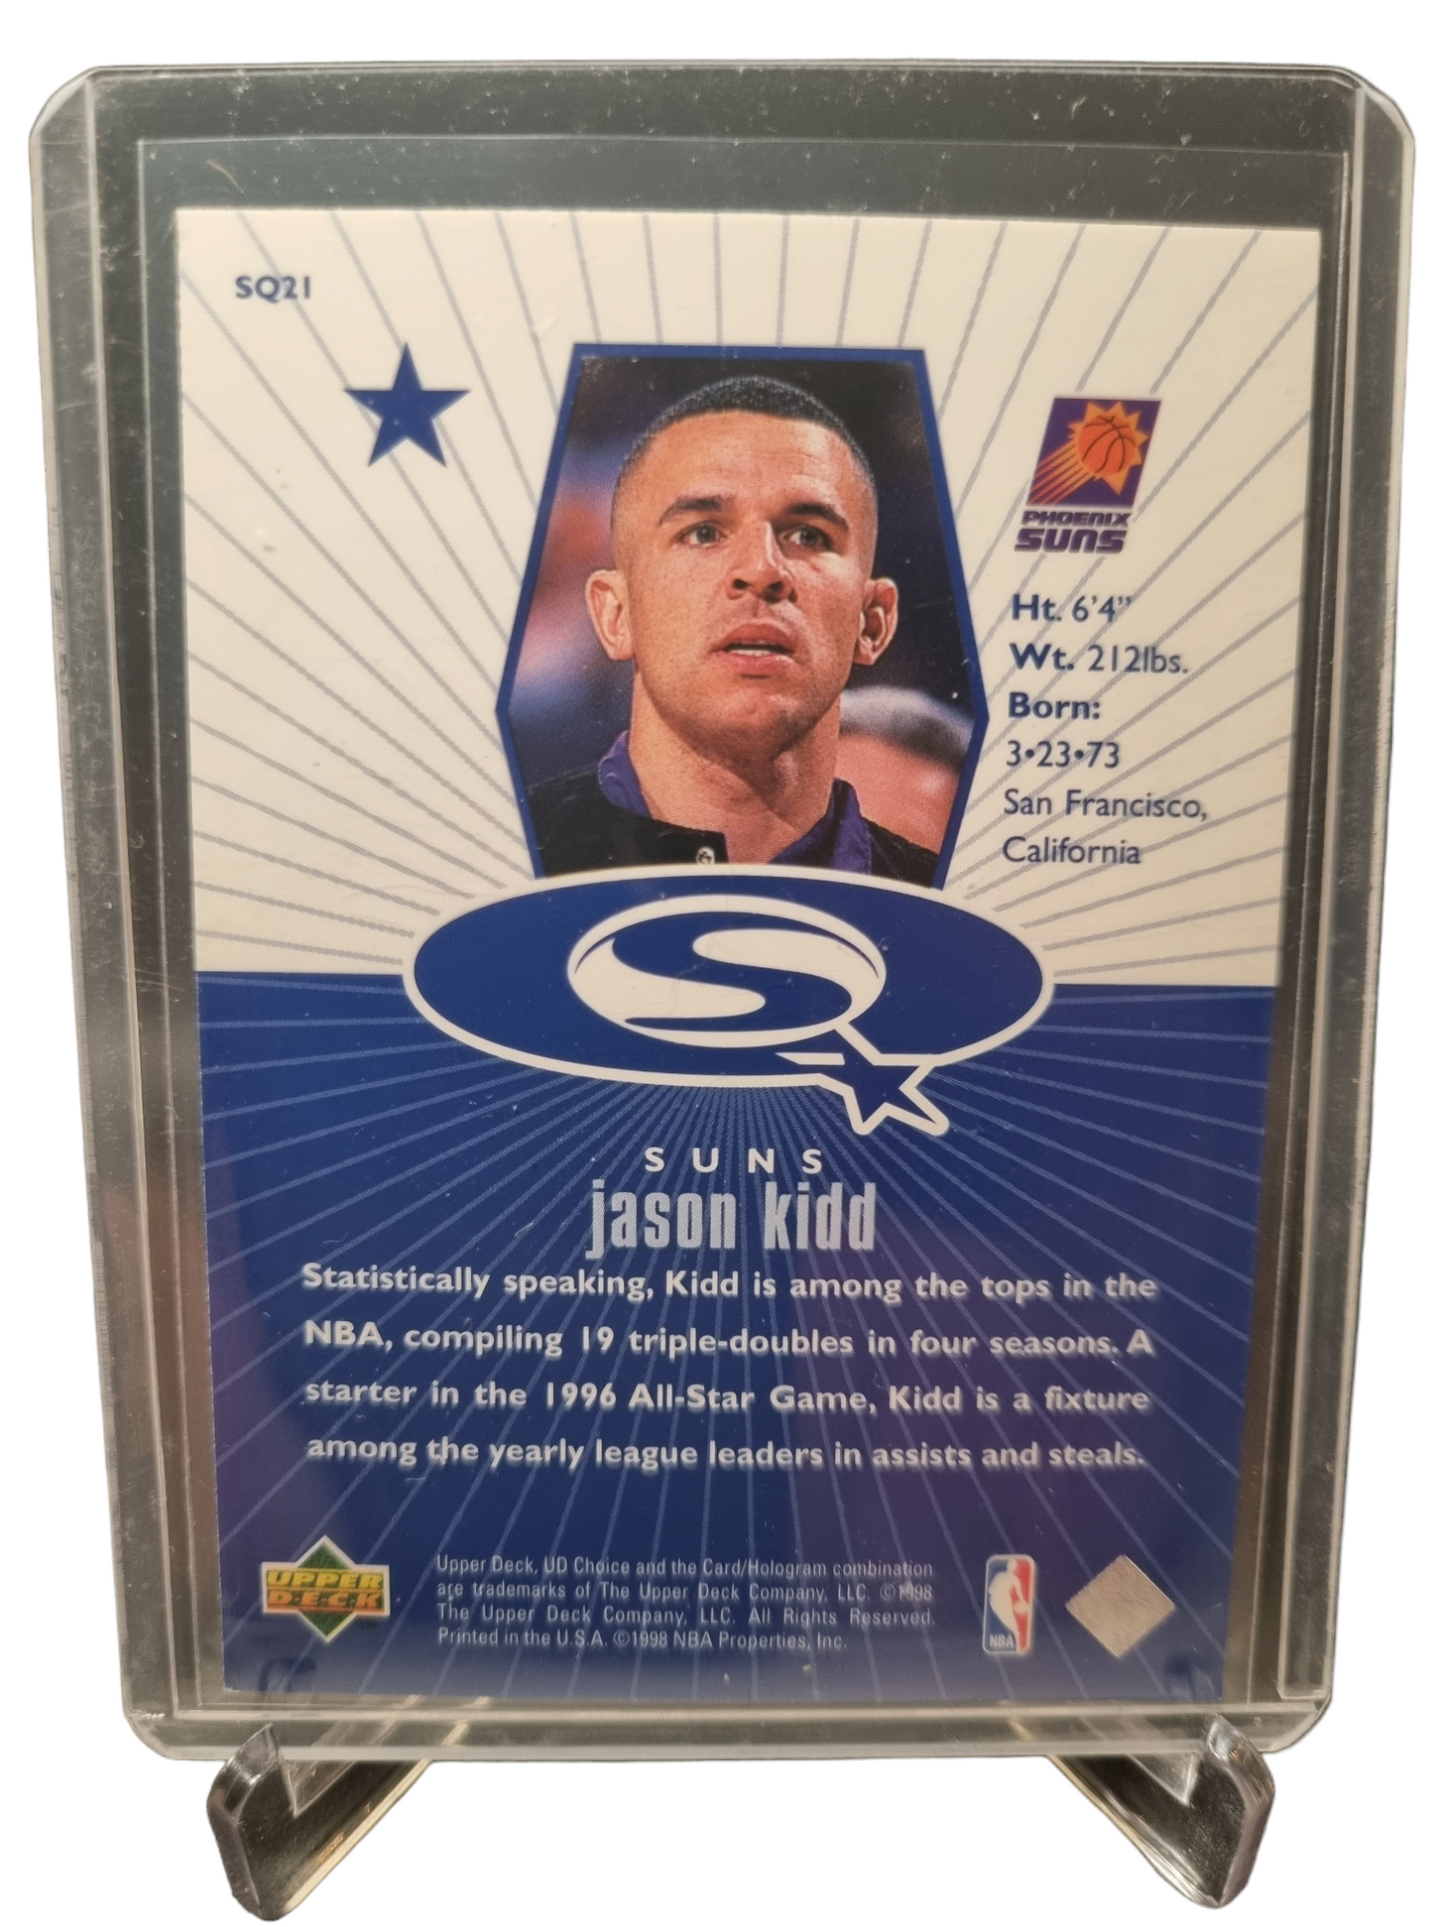 SQ21
PHOENIX
SUNS
Ht. 6'4"
Wt. 212lbs.
Born:
3•23•73
San Francisco,
California
S
SUNS
jason kidd
Statistically speaking, Kidd is among the tops in the
NBA, compiling 19 triple-doubles in four seasons. A
starter in the 1996 All-Star Game, Kidd is a fixture
among the yearly league leaders in assists and steals.
UPPER
D·E·C·K
Upper Deck, UD Choice and the Card/Hologram combination
are trademarks of The Upper Deck Company, LLC. ©1998
The Upper Deck Company, LLC. All Rights Reserved.
Printed in the U.S.A. ©1998 NBA Properties, Inc.
NBA